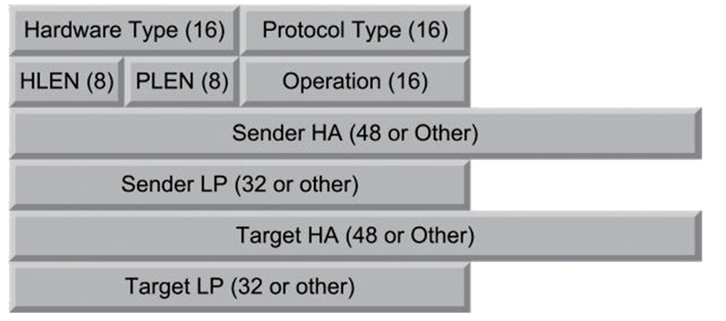 Hardware Type (16) Protocol Type (16)
HLEN (8) PLEN (8) Operation (16)
Sender HA (48 or Other)
Sender LP (32 or other)
Target HA (48 or Other)
Target LP (32 or other)